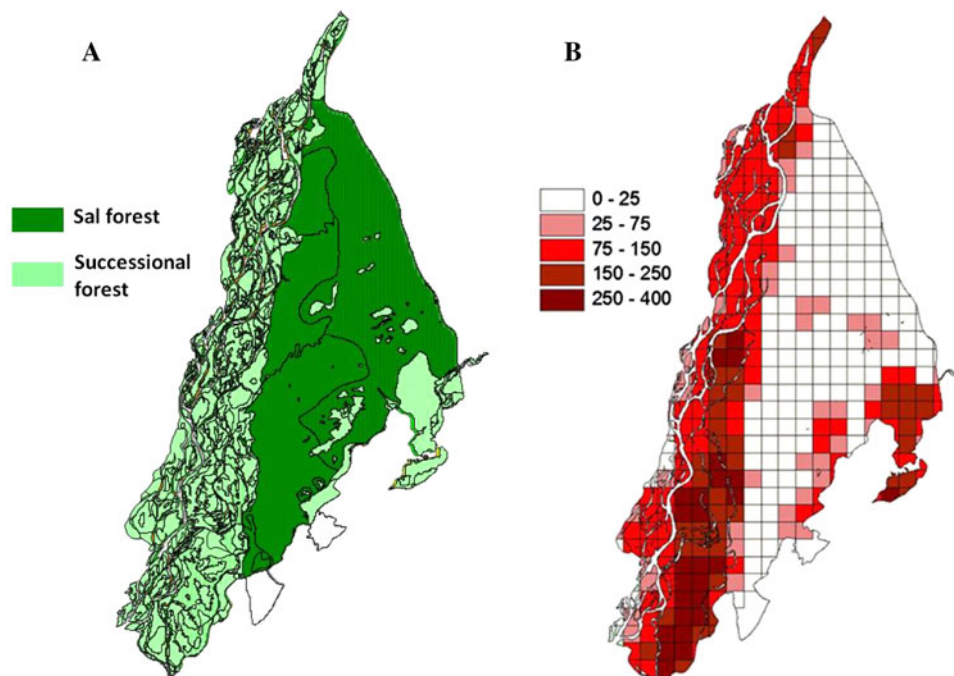 A
B
Sal forest
Successional
forest
0 - 25
25 - 75
75 - 150
150 - 250
250 - 400